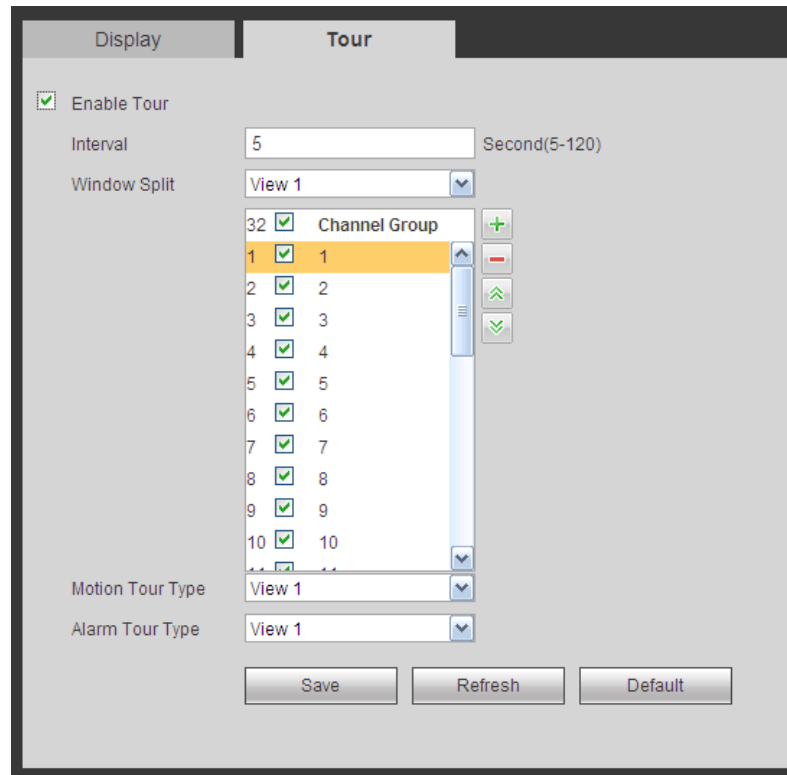 Display Tour
Enable Tour
Interval 5 Second(5-120)
Window Split View 1
32 Channel Group
1 1
2 2
3 3
4 4
5 5
6 6
7 7
8 8
9 9
10 10
Motion Tour Type View 1
Alarm Tour Type View 1
Save Refresh Default